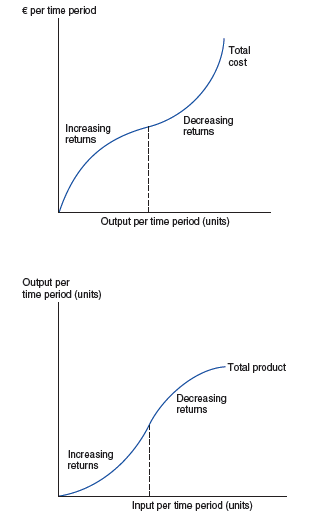 € per time period
Total
cost
Increasing
returns
Decreasing
returns
Output per time period (units)
Output per
time period (units)
Total product
Decreasing
returns
Increasing
returns
Input per time period (units)